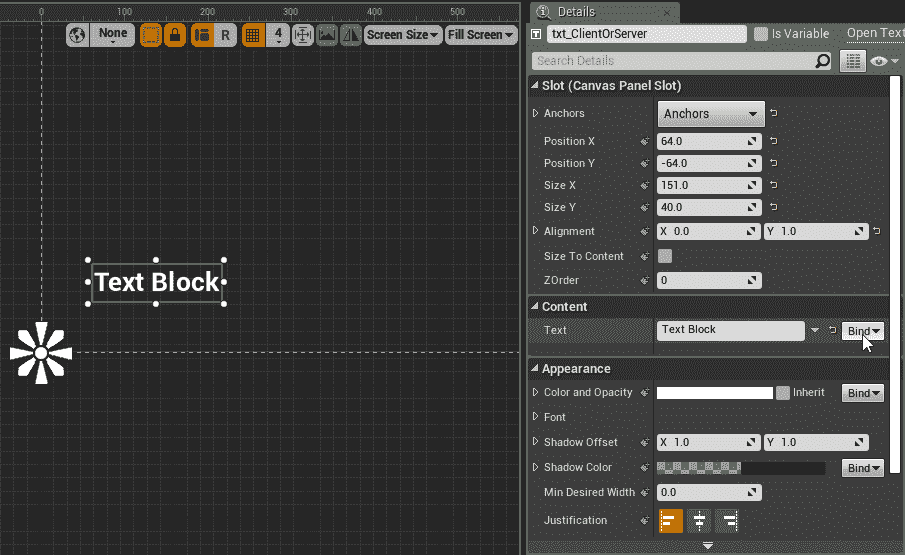 0 100 200 300 400 500
None R 4 Screen Size Fill Screen
Text Block
Details
txt_ClientOrServer Is Variable Open Text
Search Details
Slot (Canvas Panel Slot)
Anchors Anchors
Position X 64.0
Position Y -64.0
Size X 151.0
Size Y 40.0
Alignment X 0.0 Y 1.0
Size To Content
ZOrder 0
Content
Text Text Block Bind
Appearance
Color and Opacity Inherit Bind
Font
Shadow Offset X 1.0 Y 1.0
Shadow Color Bind
Min Desired Width 0.0
Justification